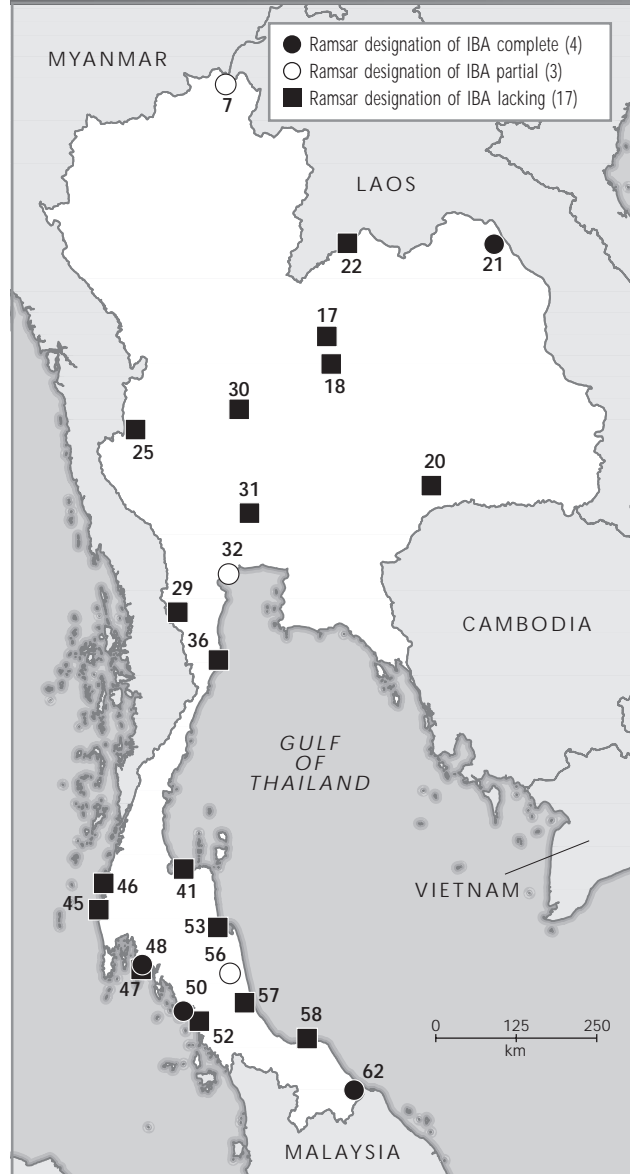 MYANMAR
Ramsar designation of IBA complete (4)
Ramsar designation of IBA partial (3)
Ramsar designation of IBA lacking (17)
7
LAOS
22
21
17
18
30
25
20
31
32
29
36
CAMBODIA
GULF
OF
THAILAND
41
46
45
VIETNAM
53
48
56
47
50
57
52
58
0 125 250
km
62
MALAYSIA